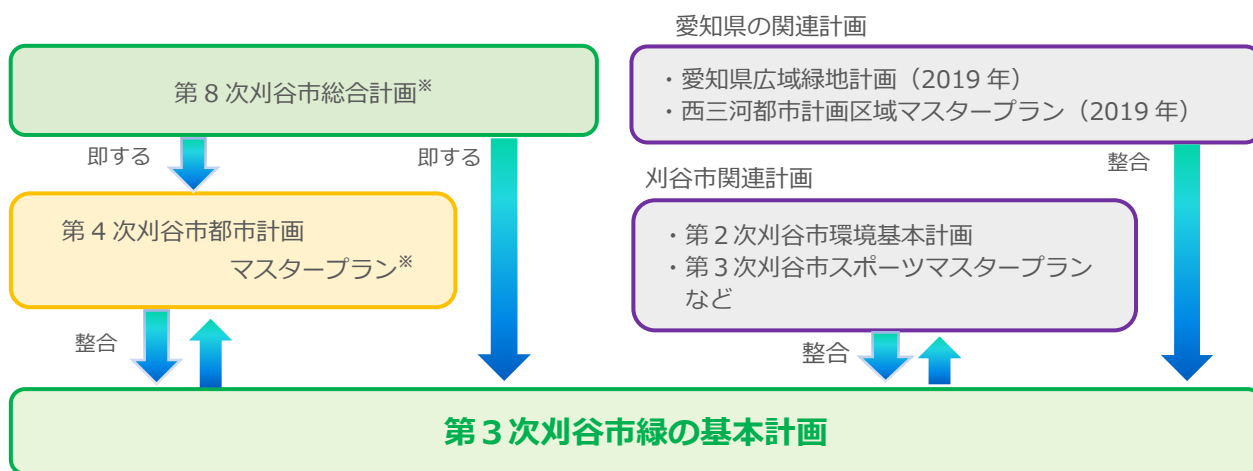 愛知県の関連計画
第８次刈谷市総合計画※
・愛知県広域緑地計画（2019 年）
・西三河都市計画区域マスタープラン（2019 年）
即する
即する
整合
刈谷市関連計画
第４次刈谷市都市計画
マスタープラン※
・第２次刈谷市環境基本計画
・第３次刈谷市スポーツマスタープラン
など
整合
整合
第３次刈谷市緑の基本計画